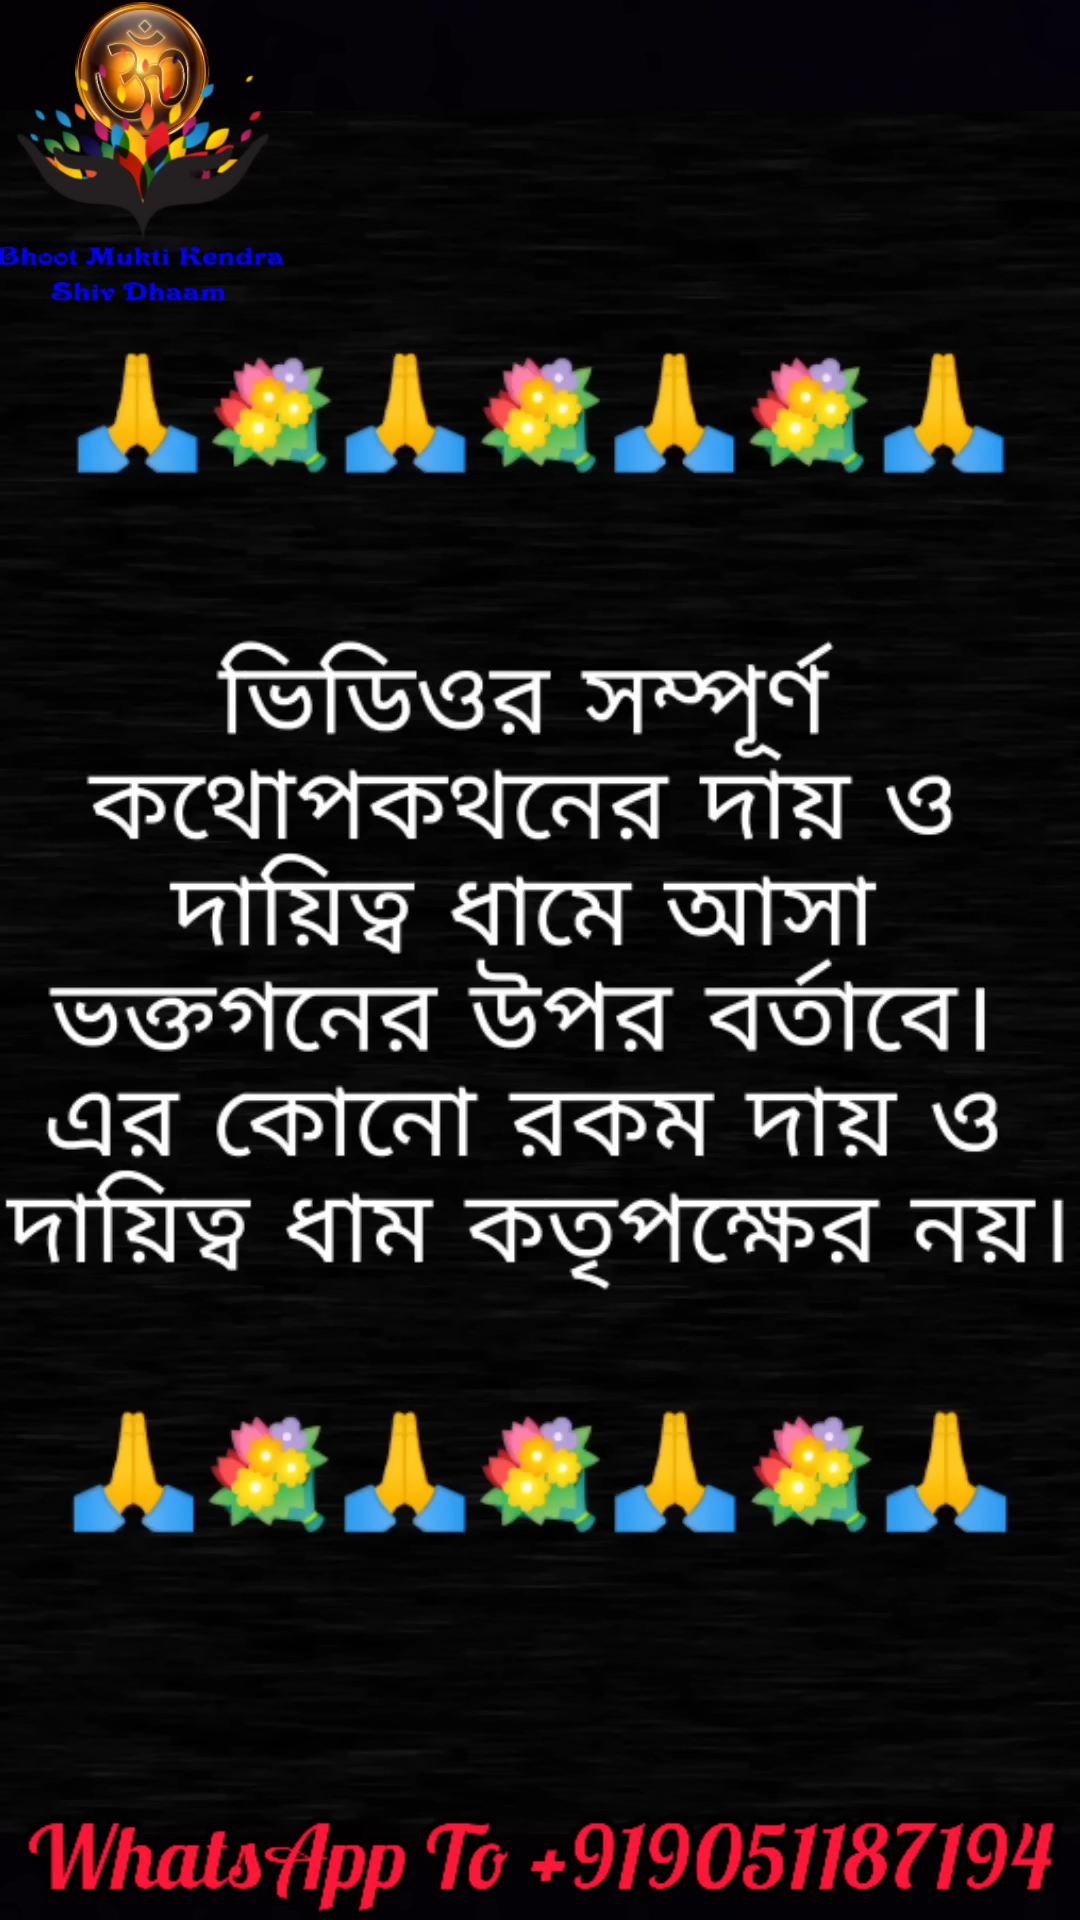 Bhoot Mukti Kendra
Shiv Dhaam
🙏💐🙏💐🙏💐🙏
ভিডিওর সম্পূর্ণ
কথোপকথনের দায় ও
দায়িত্ব ধামে আসা
ভক্তগনের উপর বর্তাবে।
এর কোনো রকম দায় ও
দায়িত্ব ধাম কতৃপক্ষের নয়।
🙏💐🙏💐🙏💐🙏
WhatsApp To +919051187194